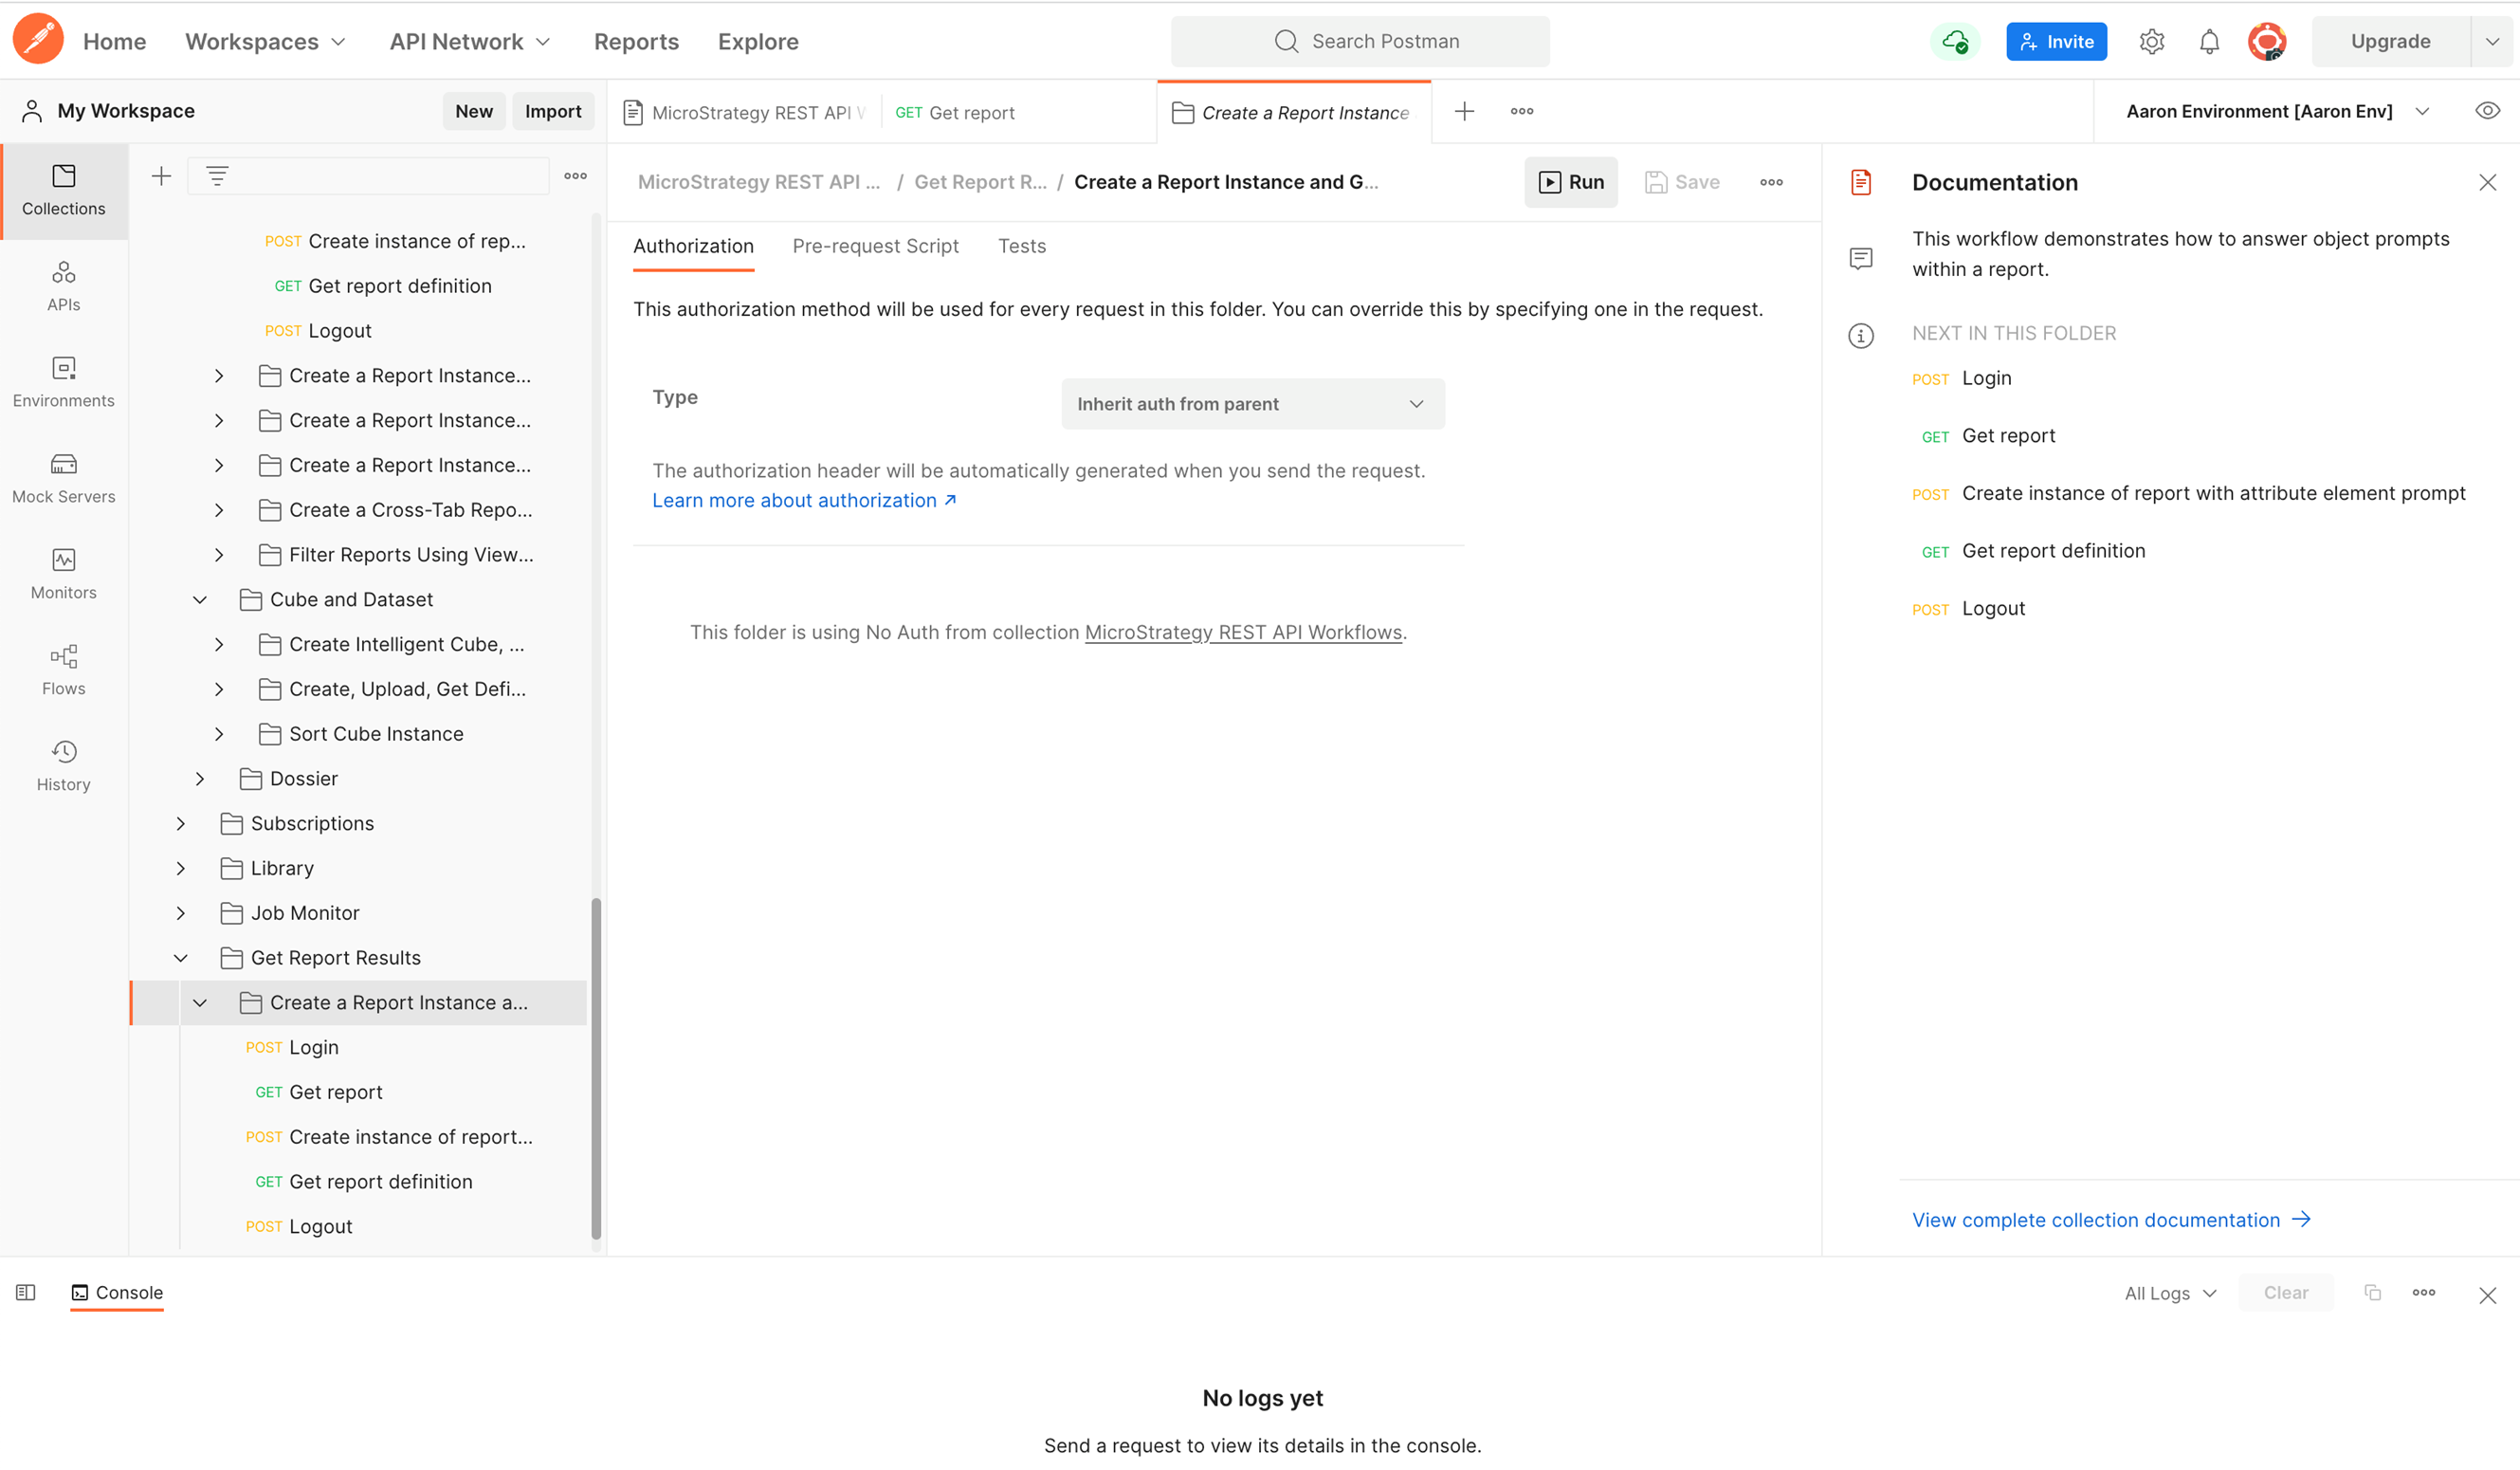 Home
Workspaces
API Network
Reports
Explore
Search Postman
Invite
Upgrade
My Workspace
New
Import
MicroStrategy REST API W
GET Get report
Create a Report Instance
Aaron Environment [Aaron Env]
Collections
APIs
Environments
Mock Servers
Monitors
Flows
History
POST Create instance of rep...
GET Get report definition
POST Logout
Create a Report Instance...
Create a Report Instance...
Create a Report Instance...
Create a Cross-Tab Repo...
Filter Reports Using View...
Cube and Dataset
Create Intelligent Cube, ...
Create, Upload, Get Defi...
Sort Cube Instance
Dossier
Subscriptions
Library
Job Monitor
Get Report Results
Create a Report Instance a...
POST Login
GET Get report
POST Create instance of report...
GET Get report definition
POST Logout
MicroStrategy REST API ... / Get Report R... / Create a Report Instance and G...
Run
Save
Authorization
Pre-request Script
Tests
This authorization method will be used for every request in this folder. You can override this by specifying one in the request.
Type
Inherit auth from parent
The authorization header will be automatically generated when you send the request.
Learn more about authorization ↗
This folder is using No Auth from collection MicroStrategy REST API Workflows.
Documentation
This workflow demonstrates how to answer object prompts
within a report.
NEXT IN THIS FOLDER
POST Login
GET Get report
POST Create instance of report with attribute element prompt
GET Get report definition
POST Logout
View complete collection documentation →
Console
All Logs
Clear
No logs yet
Send a request to view its details in the console.